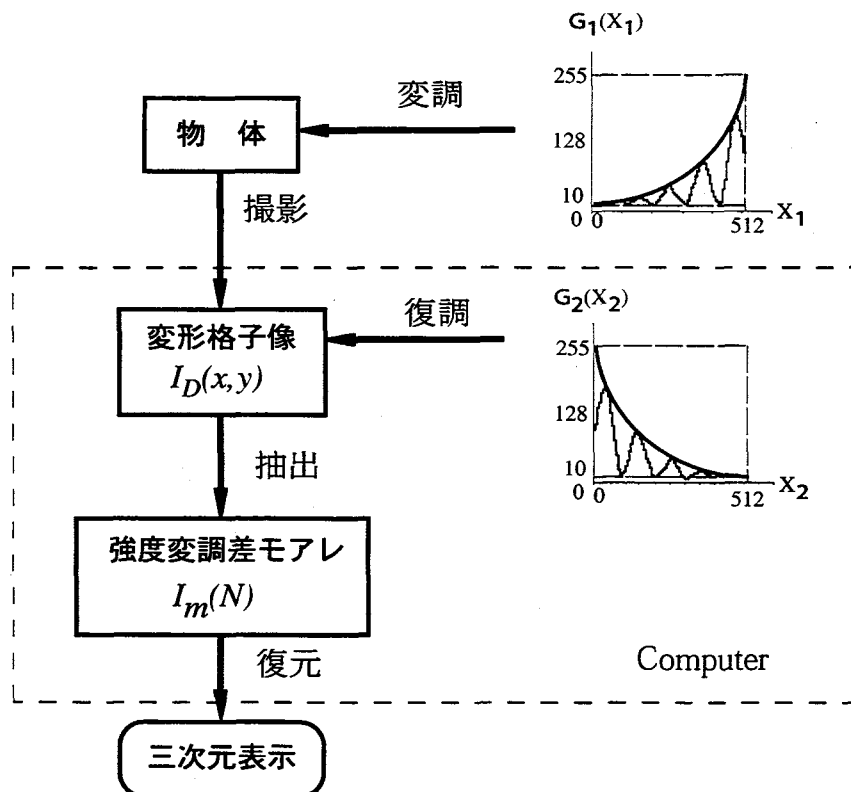 G₁(X₁)
255
128
10
0
0
512
X₁
変調
物 体
撮影
G₂(X₂)
255
128
10
0
0
512
X₂
復調
変形格子像
I_D(x,y)
抽出
強度変調差モアレ
I_m(N)
復元
Computer
三次元表示